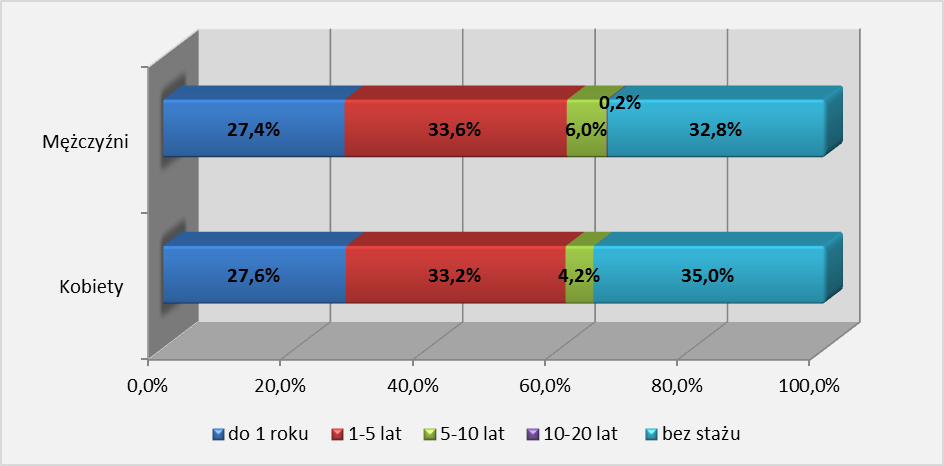 Mężczyźni
27,4%
33,6%
6,0%
0,2%
32,8%
Kobiety
27,6%
33,2%
4,2%
35,0%
0,0% 20,0% 40,0% 60,0% 80,0% 100,0%
do 1 roku 1-5 lat 5-10 lat 10-20 lat bez stażu